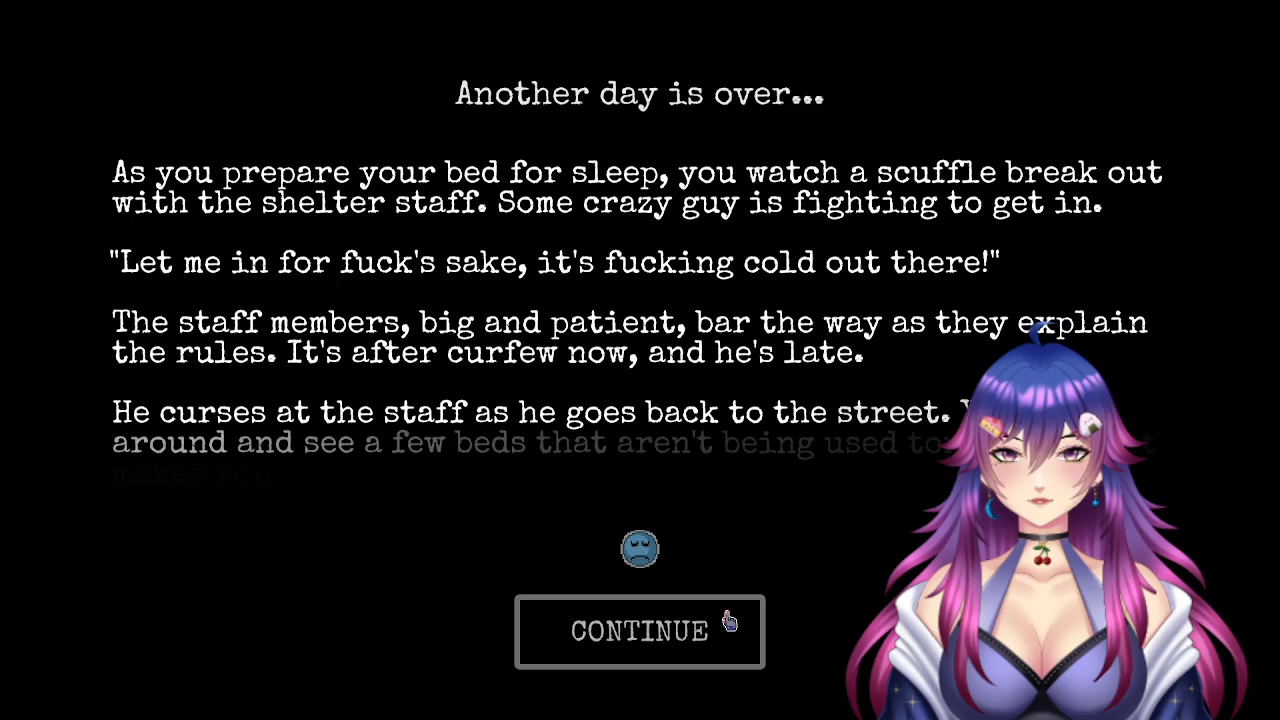 Another day is over...
As you prepare your bed for sleep, you watch a scuffle break out
with the shelter staff. Some crazy guy is fighting to get in.
"Let me in for fuck's sake, it's fucking cold out there!"
The staff members, big and patient, bar the way as they explain
the rules. It's after curfew now, and he's late.
He curses at the staff as he goes back to the street.
around and see a few beds that aren't being used
makes you
CONTINUE